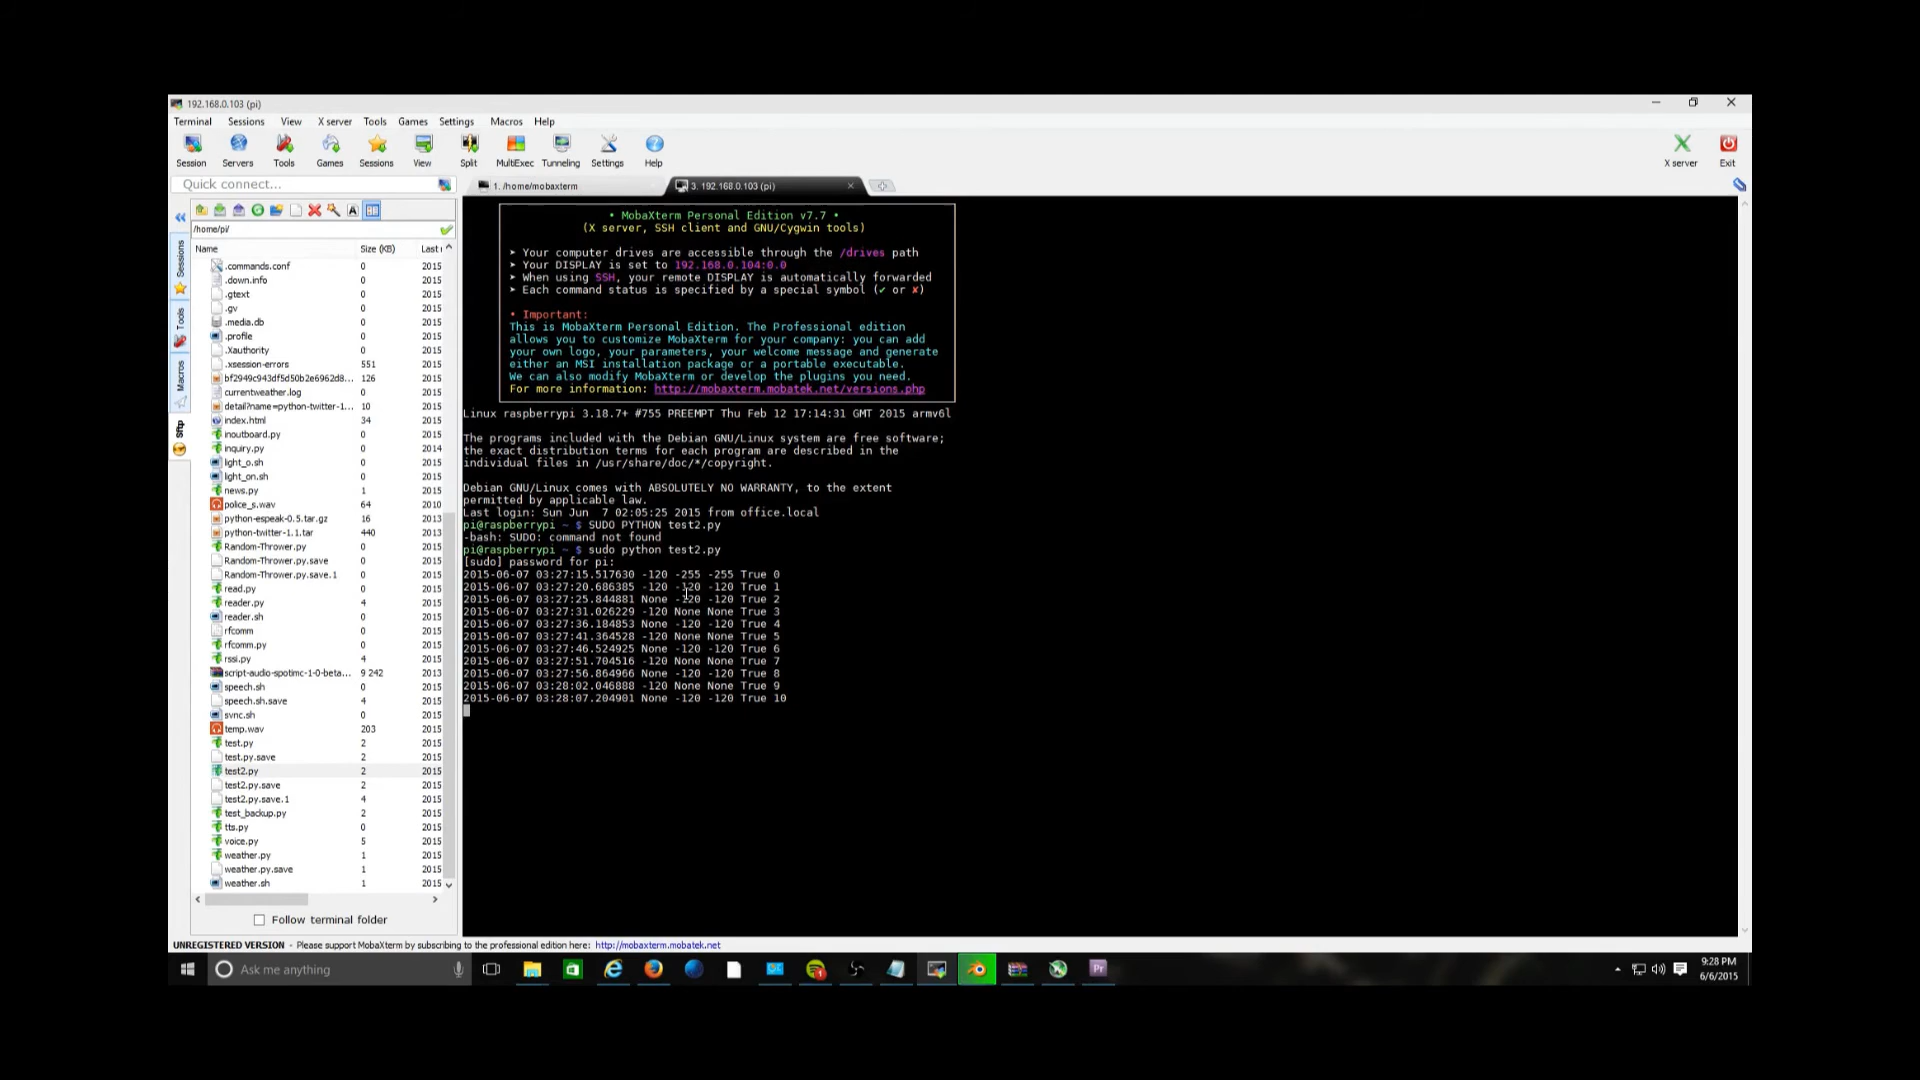 192.168.0.103 (pi)
Terminal Sessions View X server Tools Games Settings Macros Help
Session Servers Tools Games Sessions View Split MultiExec Tunneling Settings Help X server Exit
Quick connect...
1. /home/mobaxterm
3. 192.168.0.103 (pi)
/home/pi/
Name Size (KB) Last
Sessions
Tools
Macros
Sftp
.commands.conf 0 2015
.down.info 0 2015
.gtext 0 2015
.gv 0 2015
.media.db 0 2015
.profile 0 2015
.Xauthority 0 2015
.xsession-errors 551 2015
bf2949c943df5d50b2e6962d8... 126 2015
currentweather.log 0 2015
detail?name=python-twitter-1... 10 2015
index.html 34 2015
inoutboard.py 0 2015
inquiry.py 0 2014
light_o.sh 0 2015
light_on.sh 0 2015
news.py 1 2015
police_s.wav 64 2010
python-espeak-0.5.tar.gz 16 2013
python-twitter-1.1.tar 440 2013
Random-Thrower.py 0 2015
Random-Thrower.py.save 0 2015
Random-Thrower.py.save.1 0 2015
read.py 0 2015
reader.py 4 2015
reader.sh 0 2015
rfcomm 0 2015
rfcomm.py 0 2015
rssi.py 4 2015
script-audio-spotimc-1-0-beta... 9 242 2013
speech.sh 0 2015
speech.sh.save 4 2015
svnc.sh 0 2015
temp.wav 203 2015
test.py 2 2015
test.py.save 2 2015
test2.py 2 2015
test2.py.save 2 2015
test2.py.save.1 4 2015
test_backup.py 2 2015
tts.py 0 2015
voice.py 5 2015
weather.py 1 2015
weather.py.save 1 2015
weather.sh 1 2015
Follow terminal folder
• MobaXterm Personal Edition v7.7 •
(X server, SSH client and GNU/Cygwin tools)
➤ Your computer drives are accessible through the /drives path
➤ Your DISPLAY is set to 192.168.0.104:0.0
➤ When using SSH, your remote DISPLAY is automatically forwarded
➤ Each command status is specified by a special symbol (✔ or ✘)
• Important:
This is MobaXterm Personal Edition. The Professional edition
allows you to customize MobaXterm for your company: you can add
your own logo, your parameters, your welcome message and generate
either an MSI installation package or a portable executable.
We can also modify MobaXterm or develop the plugins you need.
For more information: http://mobaxterm.mobatek.net/versions.php
Linux raspberrypi 3.18.7+ #755 PREEMPT Thu Feb 12 17:14:31 GMT 2015 armv6l
The programs included with the Debian GNU/Linux system are free software;
the exact distribution terms for each program are described in the
individual files in /usr/share/doc/*/copyright.
Debian GNU/Linux comes with ABSOLUTELY NO WARRANTY, to the extent
permitted by applicable law.
Last login: Sun Jun  7 02:05:25 2015 from office.local
pi@raspberrypi ~ $ SUDO PYTHON test2.py
-bash: SUDO: command not found
pi@raspberrypi ~ $ sudo python test2.py
[sudo] password for pi:
2015-06-07 03:27:15.517630 -120 -255 -255 True 0
2015-06-07 03:27:20.686385 -120 -120 -120 True 1
2015-06-07 03:27:25.844881 None -120 -120 True 2
2015-06-07 03:27:31.026229 -120 None None True 3
2015-06-07 03:27:36.184853 None -120 -120 True 4
2015-06-07 03:27:41.364528 -120 None None True 5
2015-06-07 03:27:46.524925 None -120 -120 True 6
2015-06-07 03:27:51.704516 -120 None None True 7
2015-06-07 03:27:56.864966 None -120 -120 True 8
2015-06-07 03:28:02.046888 -120 None None True 9
2015-06-07 03:28:07.204901 None -120 -120 True 10
UNREGISTERED VERSION - Please support MobaXterm by subscribing to the professional edition here: http://mobaxterm.mobatek.net
Ask me anything
Pr
9:28 PM
6/6/2015